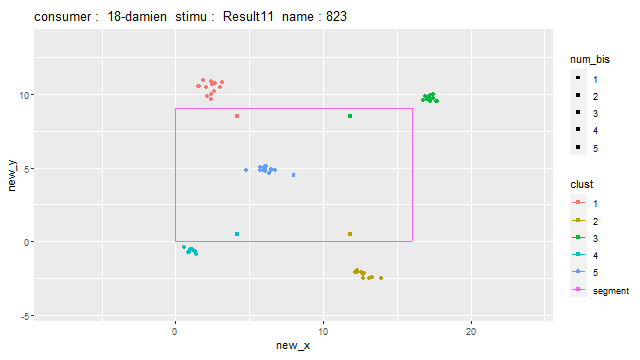 consumer :  18-damien  stimu :  Result11  name : 823
new_y
10
5
0
-5
0
10
20
new_x
num_bis
1
2
3
4
5
clust
1
2
3
4
5
segment